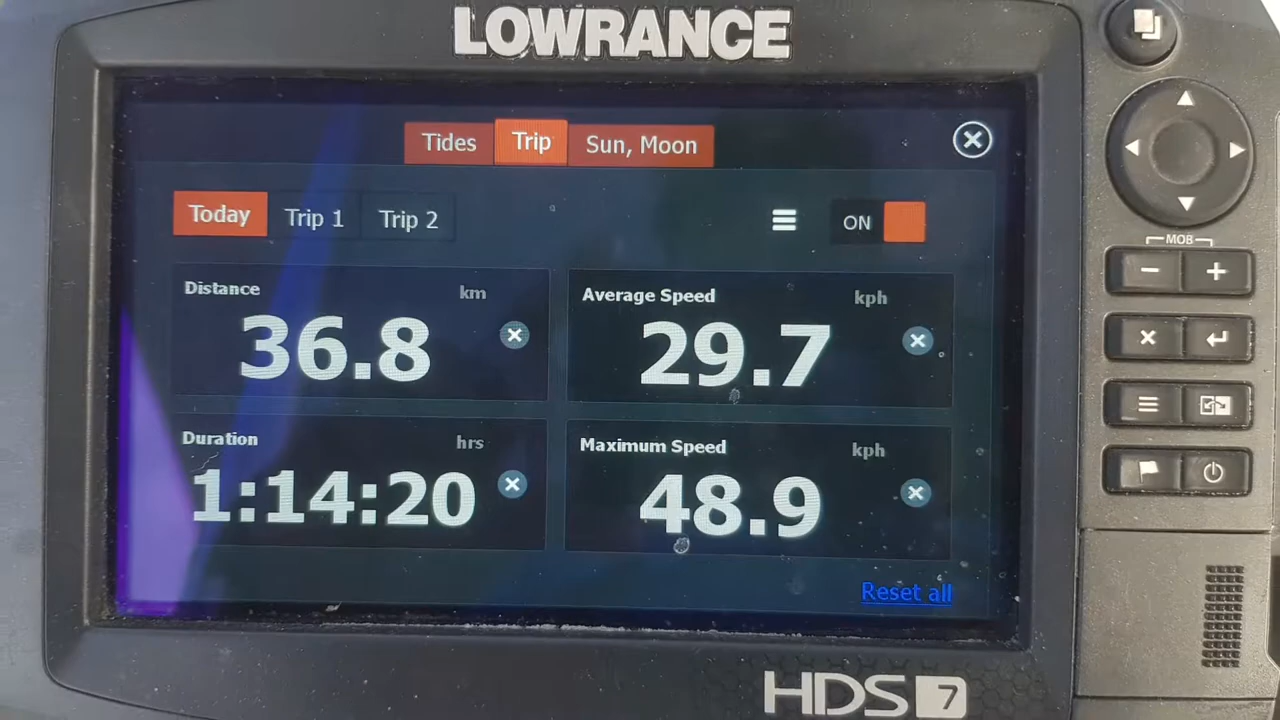 LOWRANCE
Tides Trip Sun, Moon
Today Trip 1 Trip 2 ON
Distance km
36.8
Average Speed kph
29.7
Duration hrs
1:14:20
Maximum Speed kph
48.9
Reset all
MOB
HDS 7